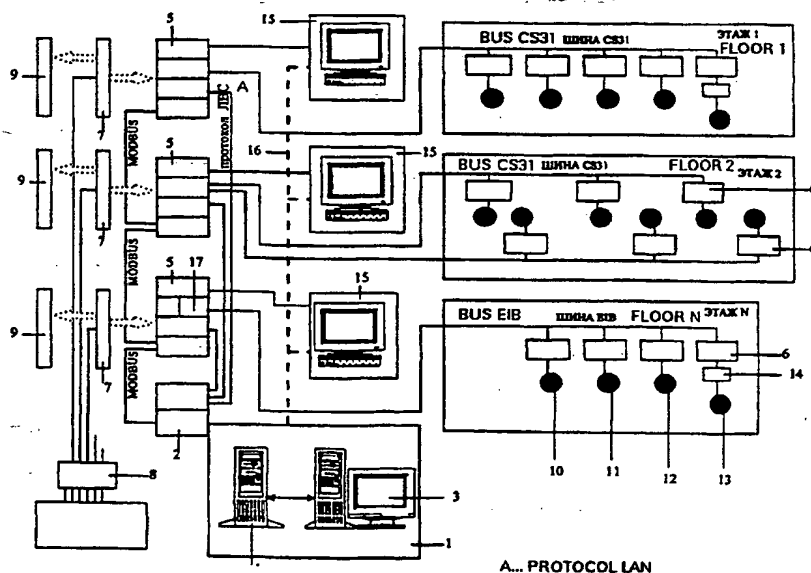 5
15
BUS CS31 ШИНА CS31
ЭТАЖ 1
FLOOR 1
9
7
MODBUS
протокол ЛВС
A
5
16
15
BUS CS31 ШИНА CS31
FLOOR 2
ЭТАЖ 2
9
7
MODBUS
5
17
15
BUS EIB
ШИНА EIB
FLOOR N
ЭТАЖ N
9
7
MODBUS
6
14
2
10
11
12
13
8
3
1
A... PROTOCOL LAN